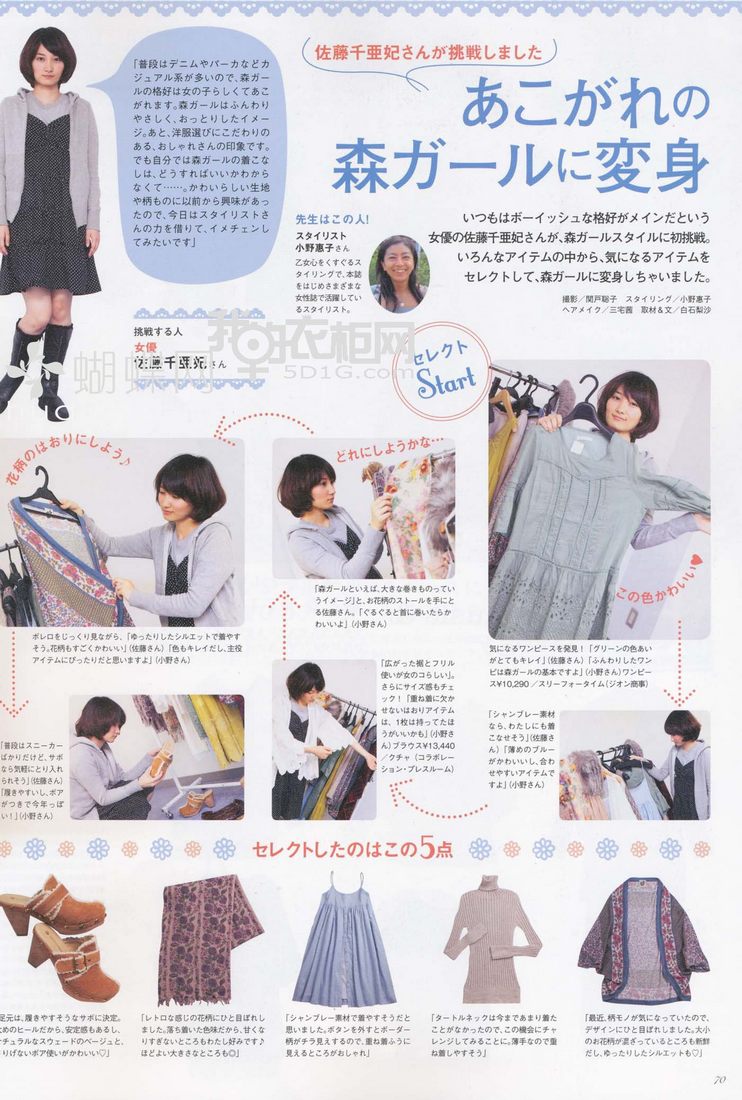 佐藤千亜妃さんが挑戦しました
あこがれの
森ガールに変身
「普段はデニムやパーカなどカ
ジュアル系が多いので、森ガー
ルの格好は女の子らしくてあこ
がれます。森ガールはふんわり
やさしく、おっとりしたイメー
ジ。あと、洋服選びにこだわりの
ある、おしゃれさんの印象です。
でも自分では森ガールの着こな
しは、どうすればいいかわから
なくて……。かわいらしい生地
や柄ものに以前から興味があっ
たので、今日はスタイリストさ
んの力を借りて、イメチェンし
てみたいです」
先生はこの人!
スタイリスト
小野惠子さん
乙女心をくすぐるス
タイリングで、本誌
をはじめさまざまな
女性誌で活躍してい
るスタイリスト。
いつもはボーイッシュな格好がメインだという
女優の佐藤千亜妃さんが、森ガールスタイルに初挑戦。
いろんなアイテムの中から、気になるアイテムを
セレクトして、森ガールに変身しちゃいました。
撮影／関戸聡子 スタイリング／小野惠子
ヘアメイク／三宅茜 取材&文／白石梨沙
挑戦する人
女優
佐藤千亜妃さん
蝴蝶网
我的衣柜网
5D1G.com
セレクト
Start
この色かわいい♥
気になるワンピースを発見！「グリーンの色あい
がとてもキレイ」（佐藤さん）「ふんわりしたワン
ピは森ガールの基本ですよ」（小野さん）ワンピー
ス¥10,290／スリーフォータイム（ジオン商事）
「シャンブレー素材
なら、わたしにも着
こなせそう」（佐藤さ
ん）「薄めのブルー
がかわいいし、合わ
せやすいアイテムで
すよ」（小野さん）
「広がった裾とフリル
使いが女のコらしい」。
さらにサイズ感もチェ
ック！「重ね着に欠か
せないはおりアイテム
は、1枚は持ってたほ
うがいいかも」（小野さ
ん）ブラウス¥13,440
／クチャ（コラボレ
ーション・プレスルーム）
どれにしようかな…
「森ガールといえば、大きな巻きものってい
うイメージ」と、お花柄のストールを手にと
る佐藤さん。「ぐるぐると首に巻いたらか
わいいよ」（小野さん）
花柄のはおりにしよう♪
ボレロをじっくり見ながら、「ゆったりしたシルエットで着やす
そう。花柄もすごくかわいい」（佐藤さん）「色もキレイだし、主役
アイテムにぴったりだと思いますよ」（小野さん）
「普段はスニーカー
ばかりだけど、サボ
なら気軽にとり入れ
られそう」（佐藤さん）
「履きやすいし、ボア
がつきで今年っぽ
い！」（小野さん）
セレクトしたのはこの5点
足元は、履きやすそうなサボに決定。
太めのヒールだから、安定感もあるし、
ナチュラルなスウェードのベージュと、
さりげないボア使いがかわいい♡」
「レトロな感じの花柄にひと目ぼれし
ました。落ち着いた色味だから、甘くな
りすぎないところもわたし好みです♪
ほどよい大きさなところも◎」
「シャンブレー素材で着やすそうだと
思いました。ボタンを外すとボーダー
柄がチラ見えするので、重ね着ふうに
見えるところがおしゃれ」
「タートルネックは今まであまり着た
ことがなかったので、この機会にチャ
レンジしてみることに。薄手なので重
ね着しやすそう」
「最近、柄モノが気になっていたので、
デザインにひと目ぼれしました。大小
のお花柄が混ざっているところも新鮮
だし、ゆったりしたシルエットも♡」
70